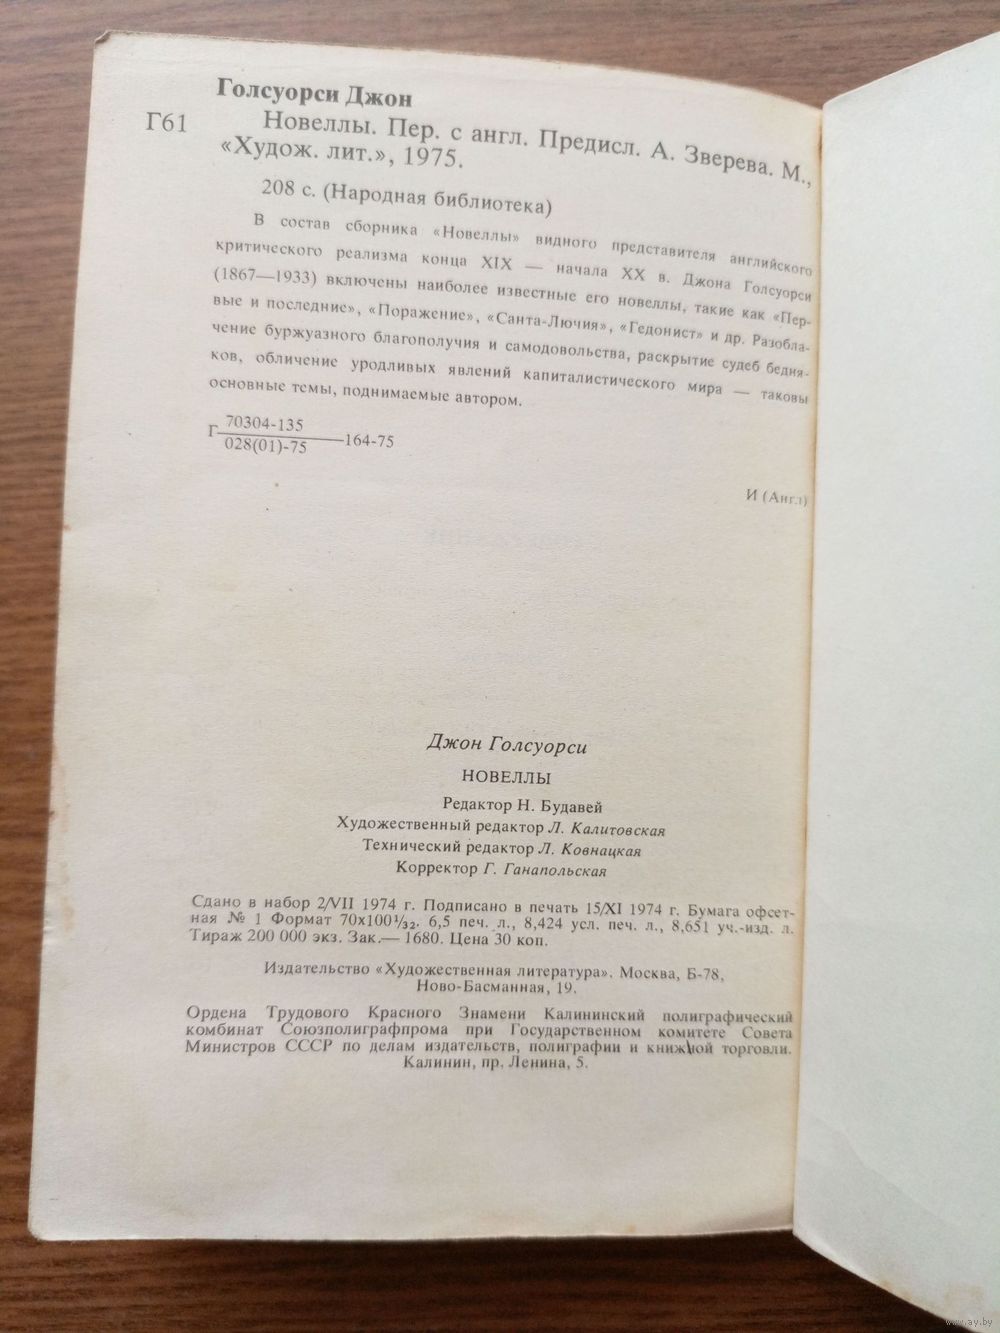 Голсуорси Джон
Г61
Новеллы. Пер. с англ. Предисл. А. Зверева. М.,
«Худож. лит.», 1975.
208 с. (Народная библиотека)
В состав сборника «Новеллы» видного представителя английского
критического реализма конца XIX — начала XX в. Джона Голсуорси
(1867—1933) включены наиболее известные его новеллы, такие как «Пер-
вые и последние», «Поражение», «Санта-Лючия», «Гедонист» и др. Разобла-
чение буржуазного благополучия и самодовольства, раскрытие судеб бедня-
ков, обличение уродливых явлений капиталистического мира — таковы
основные темы, поднимаемые автором.
Г 70304-135
028(01)-75 —164-75
И (Англ)
Джон Голсуорси
НОВЕЛЛЫ
Редактор Н. Будавей
Художественный редактор Л. Калитовская
Технический редактор Л. Ковнацкая
Корректор Г. Ганапольская
Сдано в набор 2/VII 1974 г. Подписано в печать 15/XI 1974 г. Бумага офсет-
ная № 1 Формат 70х100 1/32. 6,5 печ. л., 8,424 усл. печ. л., 8,651 уч.-изд. л.
Тираж 200 000 экз. Зак.— 1680. Цена 30 коп.
Издательство «Художественная литература». Москва, Б-78,
Ново-Басманная, 19.
Ордена Трудового Красного Знамени Калининский полиграфический
комбинат Союзполиграфпрома при Государственном комитете Совета
Министров СССР по делам издательств, полиграфии и книжной торговли.
Калинин, пр. Ленина, 5.
www.ay.by